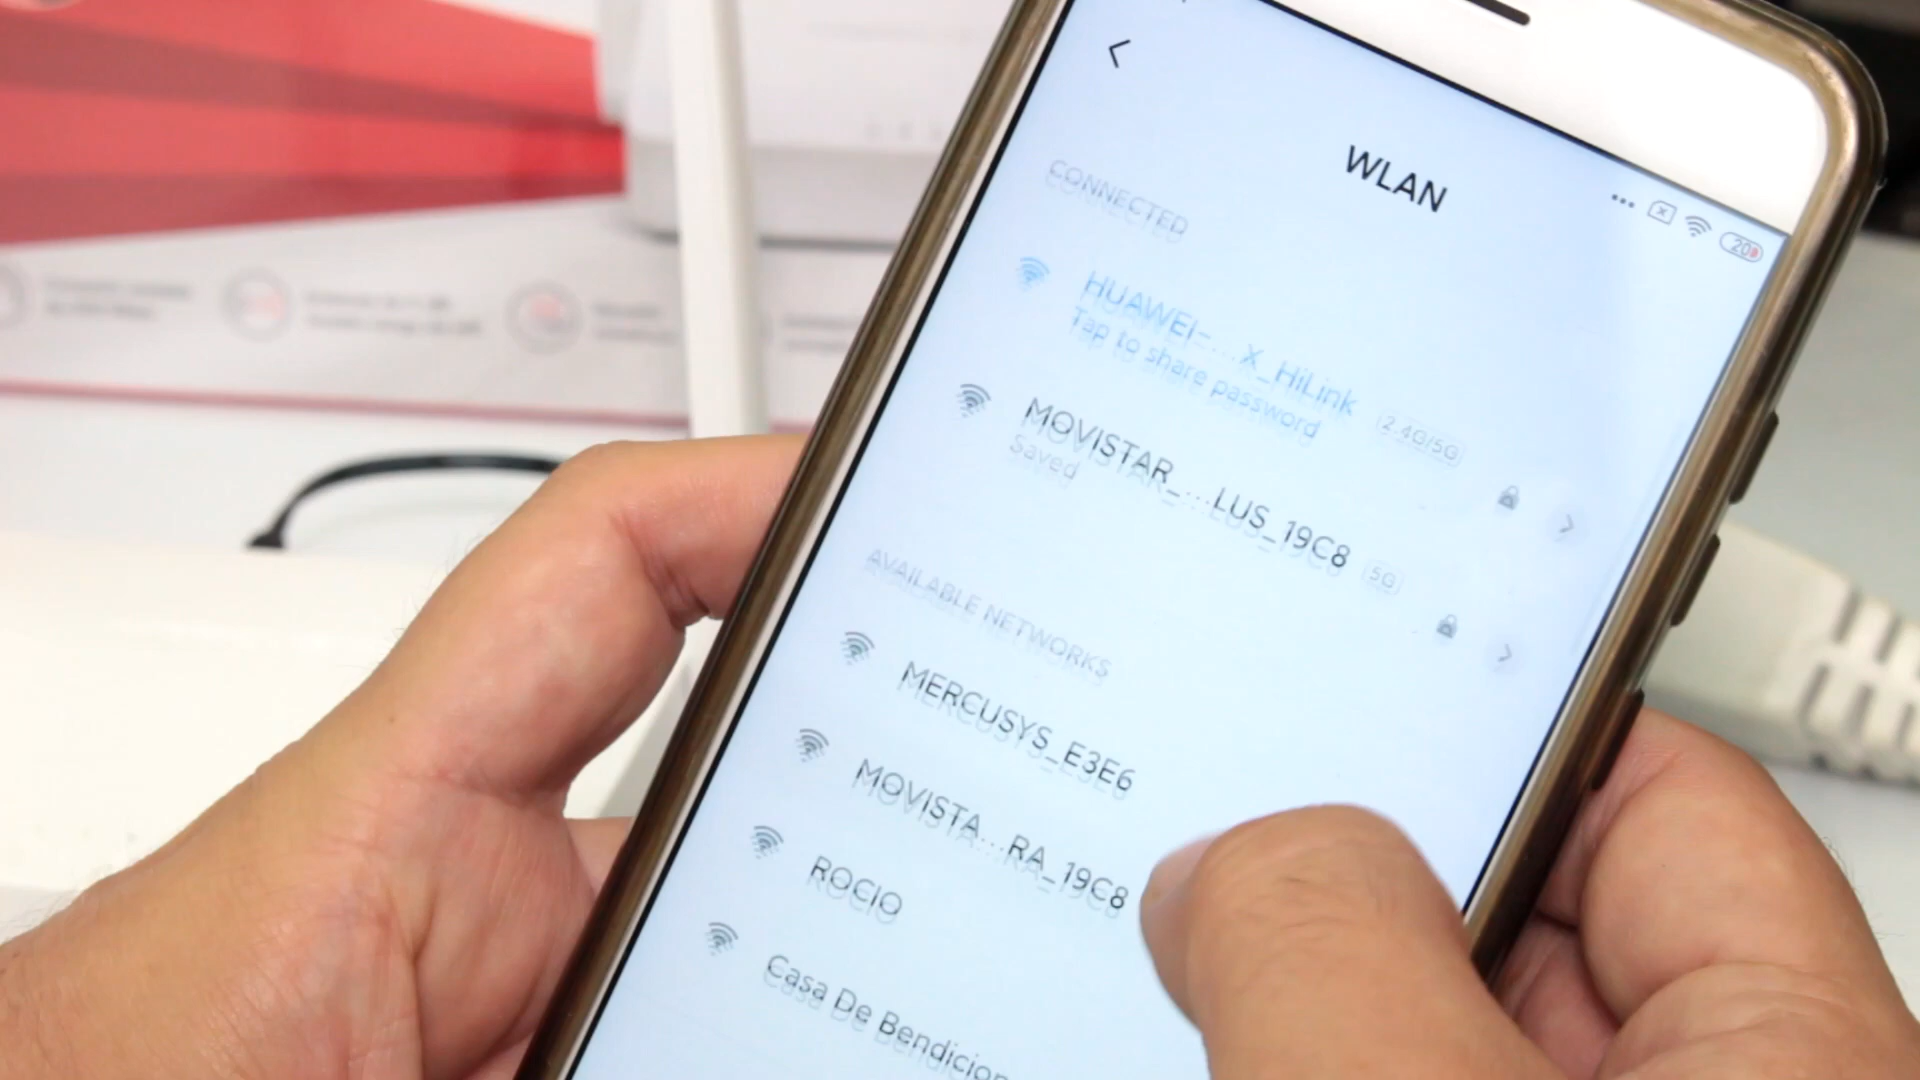 WLAN
20
CONNECTED
HUAWEI-...X_HiLink 2.4G/5G
Tap to share password
MOVISTAR_...LUS_19C8 5G
Saved
AVAILABLE NETWORKS
MERCUSYS_E3E6
MOVISTA...RA_19C8
ROCIO
Casa De Bendicion